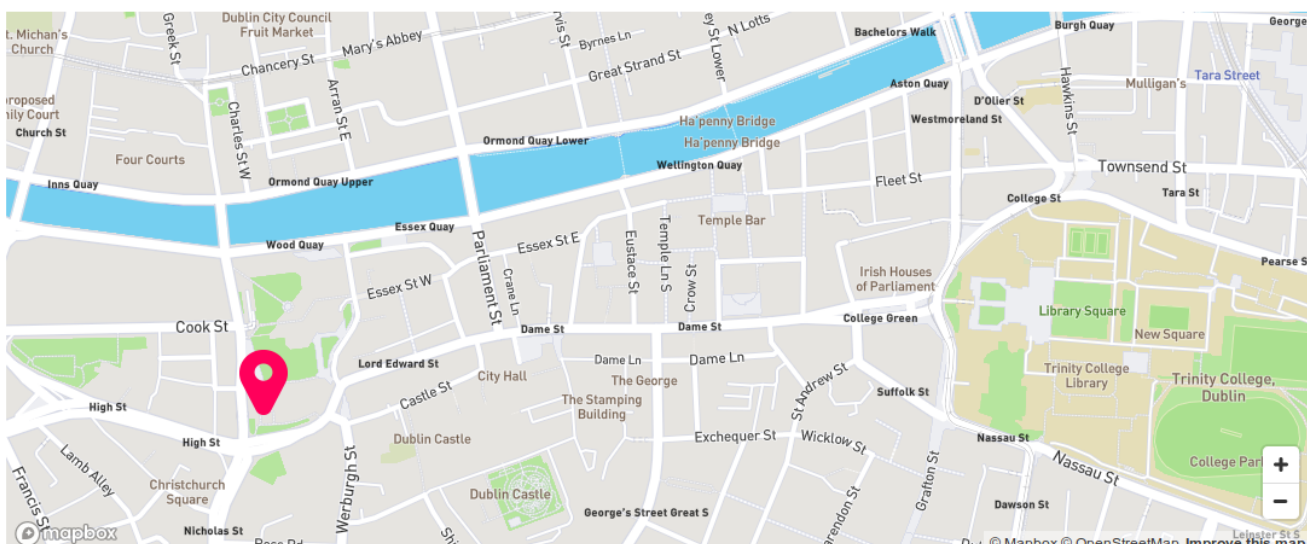 Dublin City Council
Fruit Market
Greek St
Mary's Abbey
Byrnes Ln
N Lotts
Bachelors Walk
Burgh Quay
St. Michan's
Church
Chancery St
Great Strand St
Aston Quay
Hawkins St
Mulligan's
Tara Street
Arran St E
Charles St W
D'Olier St
Westmoreland St
Church St
Four Courts
Ormond Quay Lower
Ha'penny Bridge
Ha'penny Bridge
Wellington Quay
Townsend St
Inns Quay
Ormond Quay Upper
Fleet St
College St
Tara St
Essex Quay
Wood Quay
Parliament St
Essex St E
Eustace St
Temple Ln S
Temple Bar
Crow St
Crane Ln
Essex St W
Irish Houses
of Parliament
Pearse S
Library Square
New Square
Cook St
Dame St
Dame St
College Green
Lord Edward St
City Hall
Dame Ln
Dame Ln
The George
The Stamping
Building
Castle St
St Andrew St
Suffolk St
Trinity College
Library
Trinity College,
Dublin
High St
High St
Dublin Castle
Exchequer St
Wicklow St
Nassau St
Nassau St
College Par
Lamb Alley
Francis St
Christchurch
Square
Werburgh St
Dublin Castle
George's Street Great S
Grafton St
Dawson St
Nicholas St
Leinster St S
mapbox
© Mapbox © OpenStreetMap Improve this map
+
−